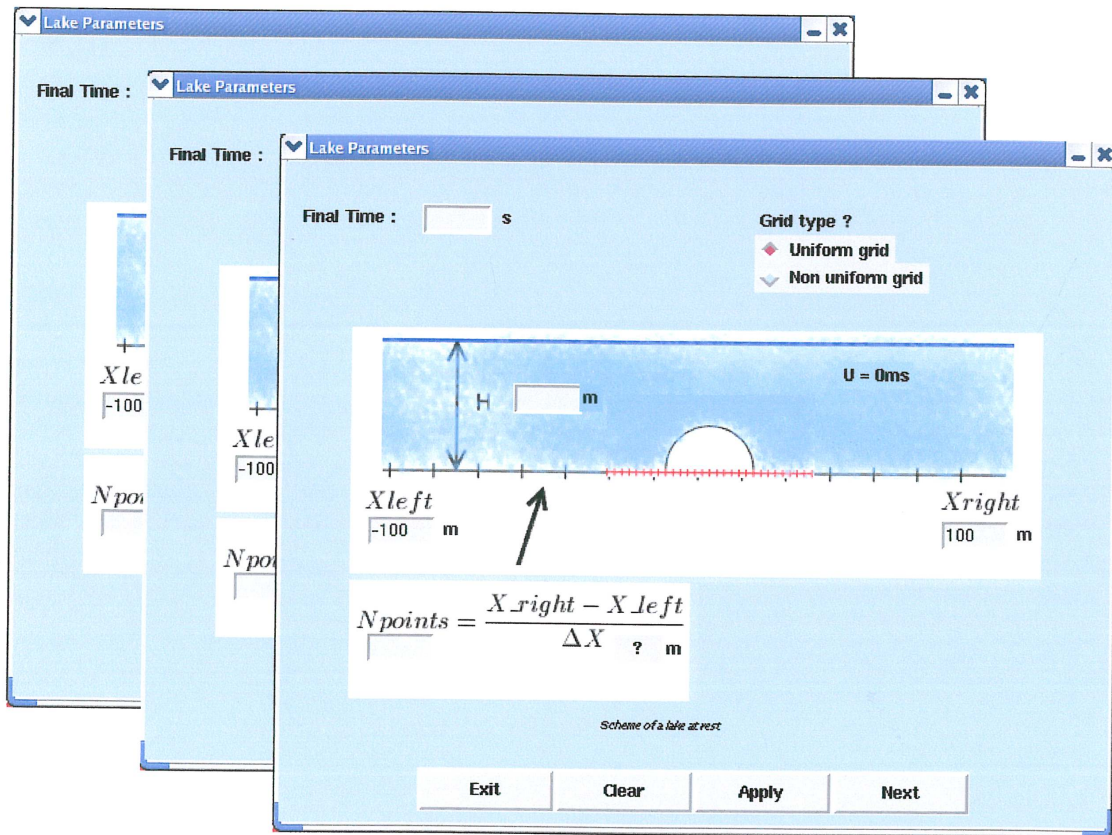 Lake Parameters
Final Time :
Xle
-100
Npoi
Lake Parameters
Final Time :
Xle
-100
Npoi
Lake Parameters
Final Time : s
Grid type ?
Uniform grid
Non uniform grid
H m
U = 0ms
Xleft
-100 m
Xright
100 m
Npoints = X_right − X_left
ΔX ? m
Scheme of a lake at rest
Exit Clear Apply Next